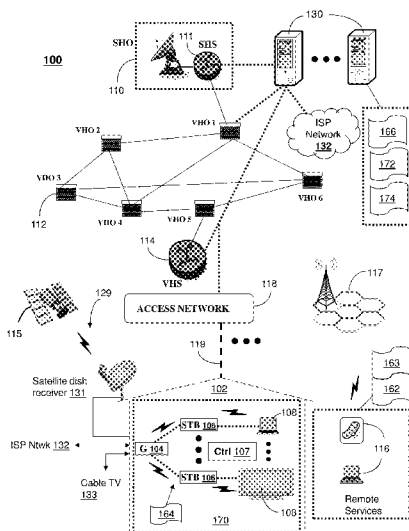 100
SHO
111
SHS
110
130
ISP
Network
132
166
172
174
VHO 1
VHO 2
VHO 3
112
VHO 4
VHO 5
VHO 6
114
VHS
ACCESS NETWORK
118
117
119
129
115
Satellite dish
receiver 131
102
163
162
ISP Ntwk 132
G 104
STB 106
108
Ctrl 107
116
Cable TV
133
STB 106
108
Remote
Services
164
170